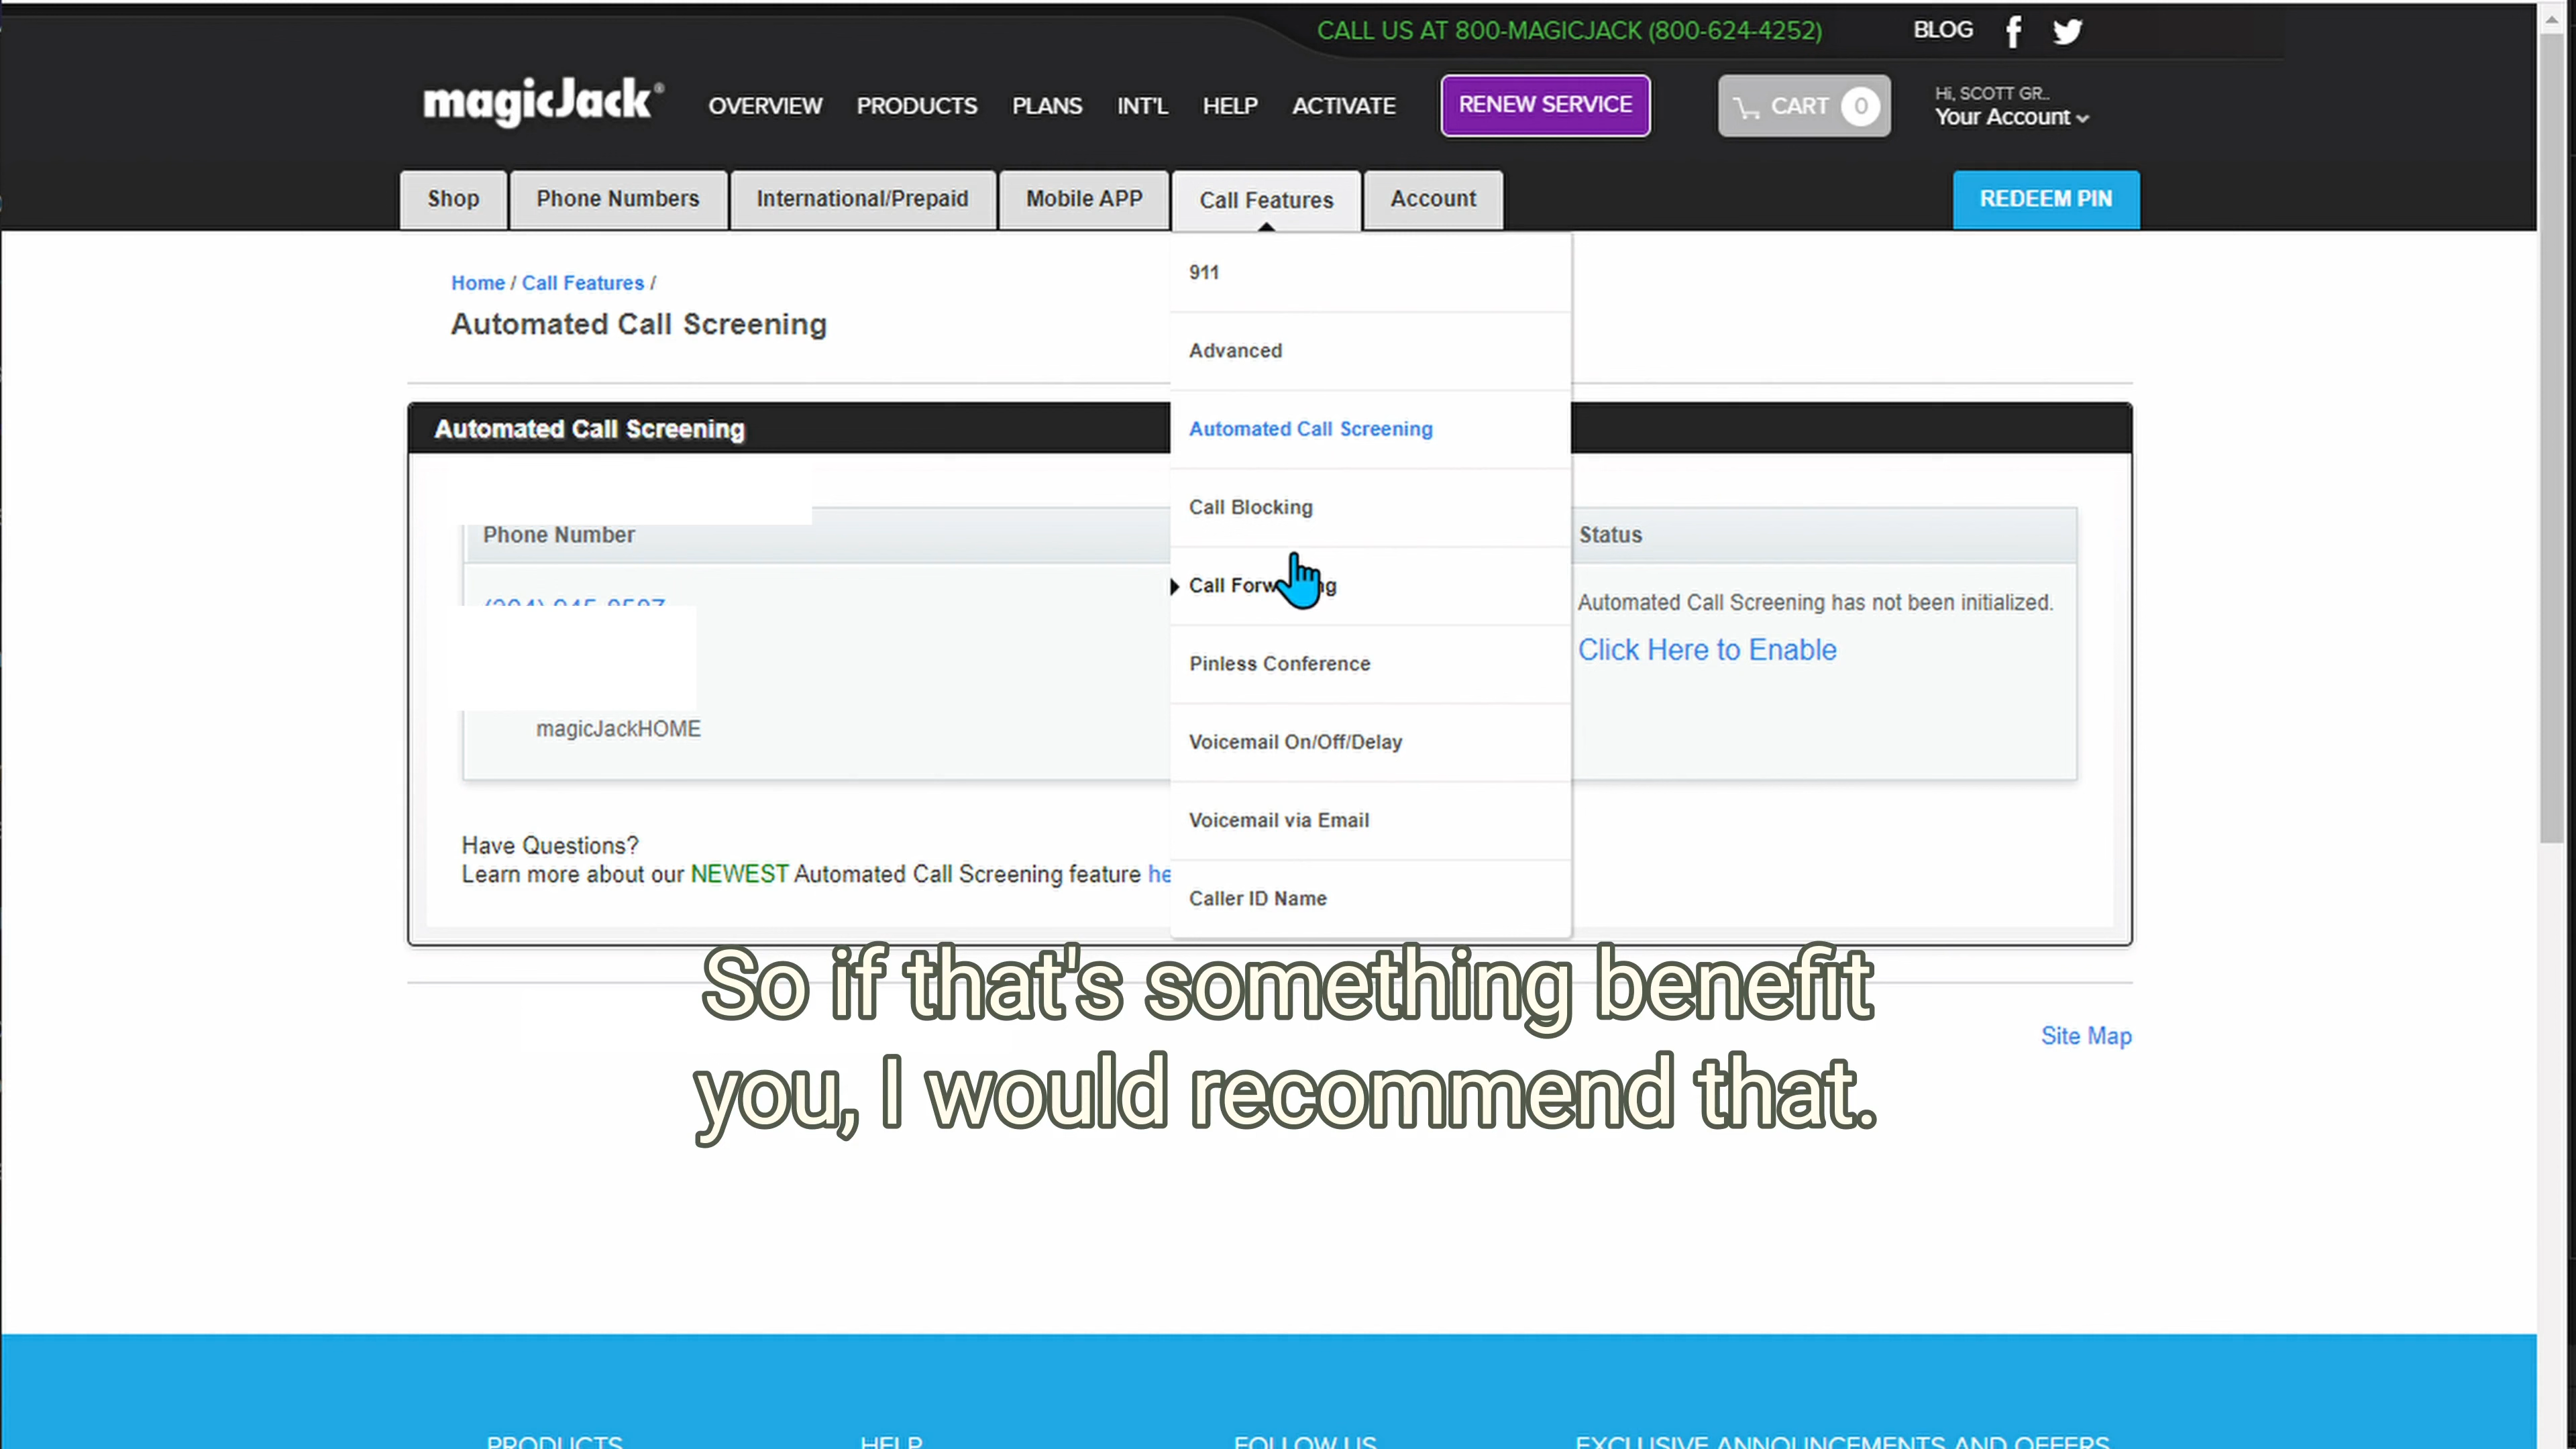 CALL US AT 800-MAGICJACK (800-624-4252)
BLOG
magicJack®
OVERVIEW PRODUCTS PLANS INT'L HELP ACTIVATE
RENEW SERVICE
CART 0
Hi, SCOTT GR..
Your Account
Shop
Phone Numbers
International/Prepaid
Mobile APP
Call Features
Account
REDEEM PIN
Home / Call Features /
Automated Call Screening
911
Advanced
Automated Call Screening
Call Blocking
Call Forwarding
Pinless Conference
Voicemail On/Off/Delay
Voicemail via Email
Caller ID Name
Automated Call Screening
Phone Number
Status
Automated Call Screening has not been initialized.
Click Here to Enable
magicJackHOME
Have Questions?
Learn more about our NEWEST Automated Call Screening feature he
So if that's something benefit
you, I would recommend that.
Site Map
PRODUCTS
HELP
FOLLOW US
EXCLUSIVE ANNOUNCEMENTS AND OFFERS